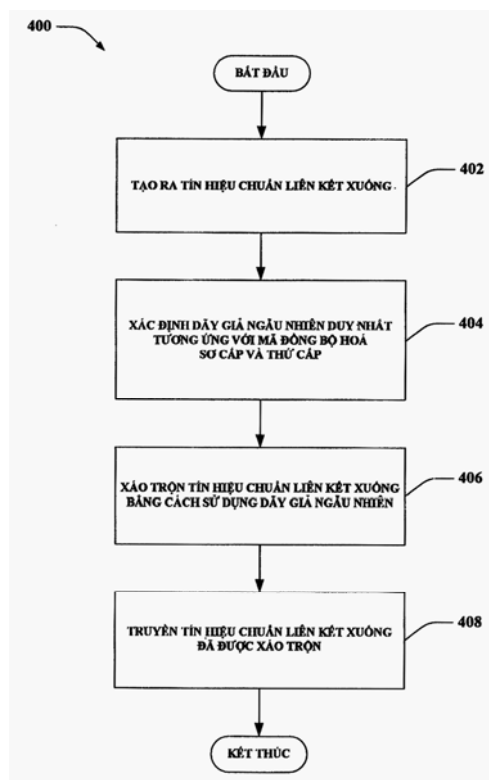 400
BẮT ĐẦU
TẠO RA TÍN HIỆU CHUẨN LIÊN KẾT XUỐNG
402
XÁC ĐỊNH DÃY GIẢ NGẪU NHIÊN DUY NHẤT
TƯƠNG ỨNG VỚI MÃ ĐỒNG BỘ HOÁ
SƠ CẤP VÀ THỨ CẤP
404
XÁO TRỘN TÍN HIỆU CHUẨN LIÊN KẾT XUỐNG
BẰNG CÁCH SỬ DỤNG DÃY GIẢ NGẪU NHIÊN
406
TRUYỀN TÍN HIỆU CHUẨN LIÊN KẾT XUỐNG
ĐÃ ĐƯỢC XÁO TRỘN
408
KẾT THÚC